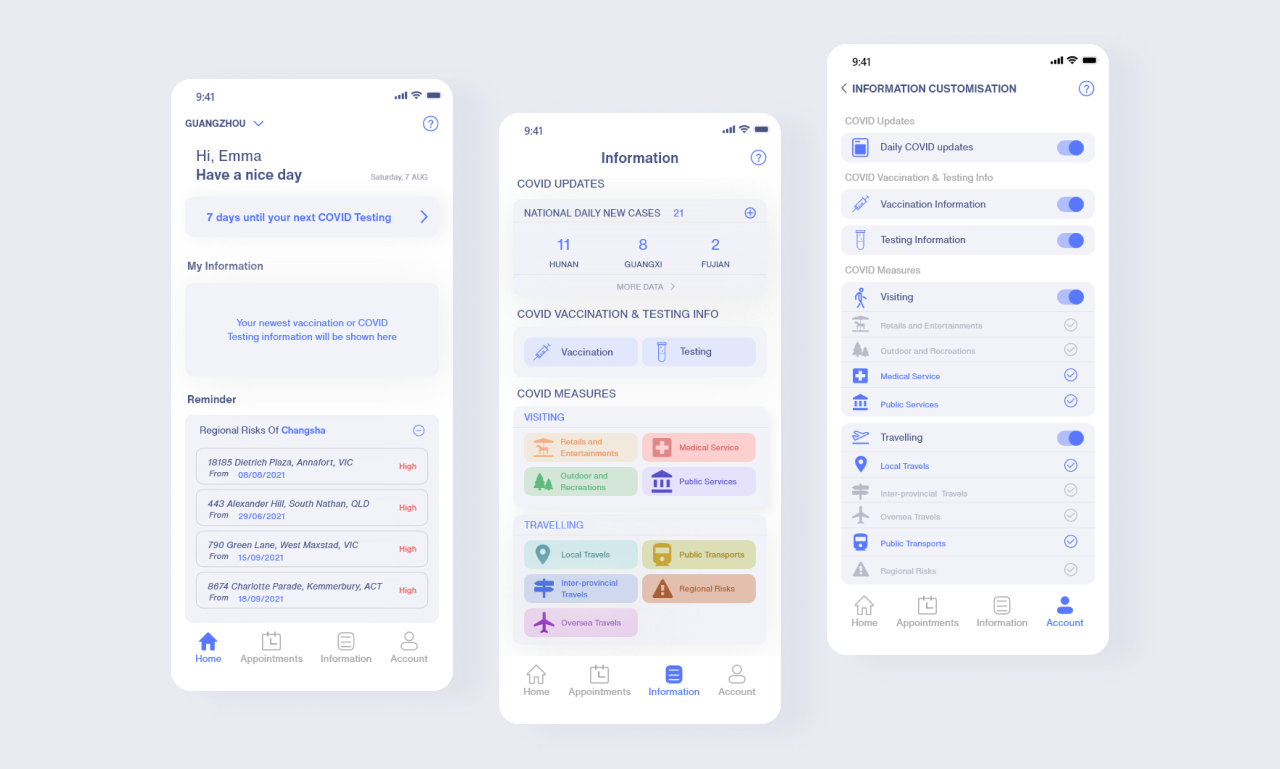 9:41
GUANGZHOU
?
Hi, Emma
Have a nice day
Saturday, 7 AUG
7 days until your next COVID Testing
My Information
Your newest vaccination or COVID
Testing information will be shown here
Reminder
Regional Risks Of Changsha
18185 Dietrich Plaza, Annafort, VIC
From 08/08/2021
High
443 Alexander Hill, South Nathan, QLD
From 29/06/2021
High
790 Green Lane, West Maxstad, VIC
From 15/09/2021
High
8674 Charlotte Parade, Kemmerbury, ACT
From 18/09/2021
High
Home Appointments Information Account
9:41
Information
?
COVID UPDATES
NATIONAL DAILY NEW CASES 21
11 8 2
HUNAN GUANGXI FUJIAN
MORE DATA
COVID VACCINATION & TESTING INFO
Vaccination Testing
COVID MEASURES
VISITING
Retails and
Entertainments
Medical Service
Outdoor and
Recreations
Public Services
TRAVELLING
Local Travels
Public Transports
Inter-provincial
Travels
Regional Risks
Oversea Travels
Home Appointments Information Account
9:41
INFORMATION CUSTOMISATION
?
COVID Updates
Daily COVID updates
COVID Vaccination & Testing Info
Vaccination Information
Testing Information
COVID Measures
Visiting
Retails and Entertainments
Outdoor and Recreations
Medical Service
Public Services
Travelling
Local Travels
Inter-provincial Travels
Oversea Travels
Public Transports
Regional Risks
Home Appointments Information Account